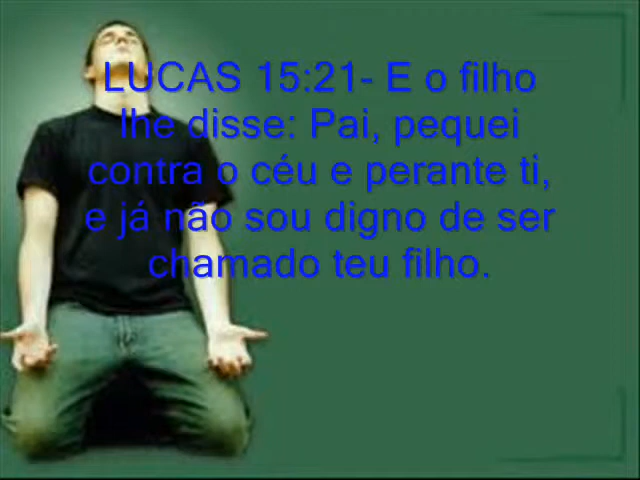 LUCAS 15:21- E o filho
lhe disse: Pai, pequei
contra o céu e perante ti,
e já não sou digno de ser
chamado teu filho.